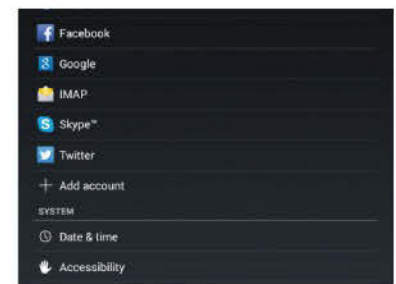 Facebook
Google
IMAP
Skype™
Twitter
Add account
SYSTEM
Date & time
Accessibility